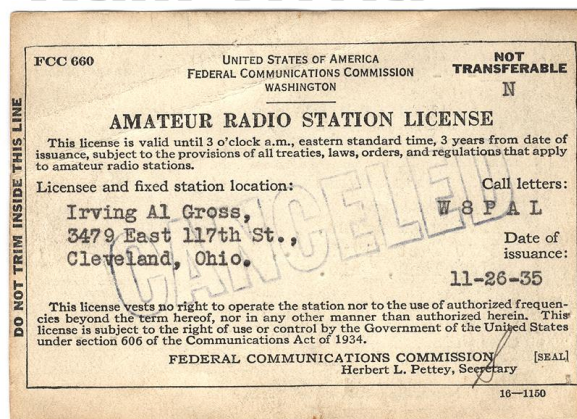 FCC 660
UNITED STATES OF AMERICA
FEDERAL COMMUNICATIONS COMMISSION
WASHINGTON
NOT
TRANSFERABLE
N
AMATEUR RADIO STATION LICENSE
This license is valid until 3 o'clock a.m., eastern standard time, 3 years from date of
issuance, subject to the provisions of all treaties, laws, orders, and regulations that apply
to amateur radio stations.
Licensee and fixed station location:
Call letters:
Irving Al Gross,
W 8 P A L
3479 East 117th St.,
Date of
issuance:
Cleveland, Ohio.
11-26-35
CANCELED
This license vests no right to operate the station nor to the use of authorized frequen-
cies beyond the term hereof, nor in any other manner than authorized herein. This
license is subject to the right of use or control by the Government of the United States
under section 606 of the Communications Act of 1934.
FEDERAL COMMUNICATIONS COMMISSION
[SEAL]
Herbert L. Pettey, Secretary
16—1150
DO NOT TRIM INSIDE THIS LINE